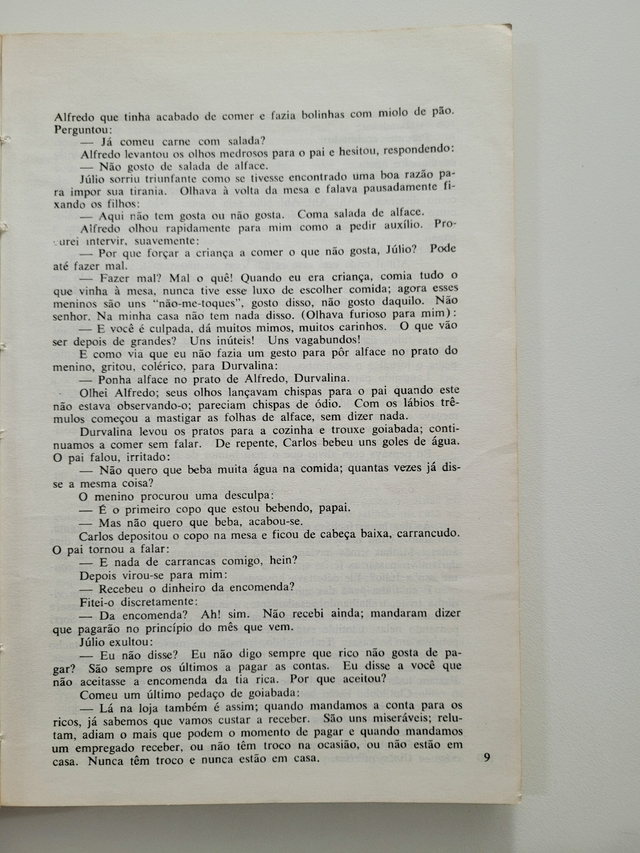 Alfredo que tinha acabado de comer e fazia bolinhas com miolo de pão.
Perguntou:
— Já comeu carne com salada?
Alfredo levantou os olhos medrosos para o pai e hesitou, respondendo:
— Não gosto de salada de alface.
Júlio sorriu triunfante como se tivesse encontrado uma boa razão pa-
ra impor sua tirania. Olhava à volta da mesa e falava pausadamente fi-
xando os filhos:
— Aqui não tem gosta ou não gosta. Coma salada de alface.
Alfredo olhou rapidamente para mim como a pedir auxílio. Pro-
urei intervir, suavemente:
— Por que forçar a criança a comer o que não gosta, Júlio? Pode
até fazer mal.
— Fazer mal? Mal o quê! Quando eu era criança, comia tudo o
que vinha à mesa, nunca tive esse luxo de escolher comida; agora esses
meninos são uns "não-me-toques", gosto disso, não gosto daquilo. Não
senhor. Na minha casa não tem nada disso. (Olhava furioso para mim):
— E você é culpada, dá muitos mimos, muitos carinhos. O que vão
ser depois de grandes? Uns inúteis! Uns vagabundos!
E como via que eu não fazia um gesto para pôr alface no prato do
menino, gritou, colérico, para Durvalina:
— Ponha alface no prato de Alfredo, Durvalina.
Olhei Alfredo; seus olhos lançavam chispas para o pai quando este
não estava observando-o; pareciam chispas de ódio. Com os lábios trê-
mulos começou a mastigar as folhas de alface, sem dizer nada.
Durvalina levou os pratos para a cozinha e trouxe goiabada; conti-
nuamos a comer sem falar. De repente, Carlos bebeu uns goles de água.
O pai falou, irritado:
— Não quero que beba muita água na comida; quantas vezes já dis-
se a mesma coisa?
O menino procurou uma desculpa:
— É o primeiro copo que estou bebendo, papai.
— Mas não quero que beba, acabou-se.
Carlos depositou o copo na mesa e ficou de cabeça baixa, carrancudo.
O pai tornou a falar:
— E nada de carrancas comigo, hein?
Depois virou-se para mim:
— Recebeu o dinheiro da encomenda?
Fitei-o discretamente:
— Da encomenda? Ah! sim. Não recebi ainda; mandaram dizer
que pagarão no princípio do mês que vem.
Júlio exultou:
— Eu não disse? Eu não digo sempre que rico não gosta de pa-
gar? São sempre os últimos a pagar as contas. Eu disse a você que
não aceitasse a encomenda da tia rica. Por que aceitou?
Comeu um último pedaço de goiabada:
— Lá na loja também é assim; quando mandamos a conta para os
ricos, já sabemos que vamos custar a receber. São uns miseráveis; relu-
tam, adiam o mais que podem o momento de pagar e quando mandamos
um empregado receber, ou não têm troco na ocasião, ou não estão em
casa. Nunca têm troco e nunca estão em casa.
9